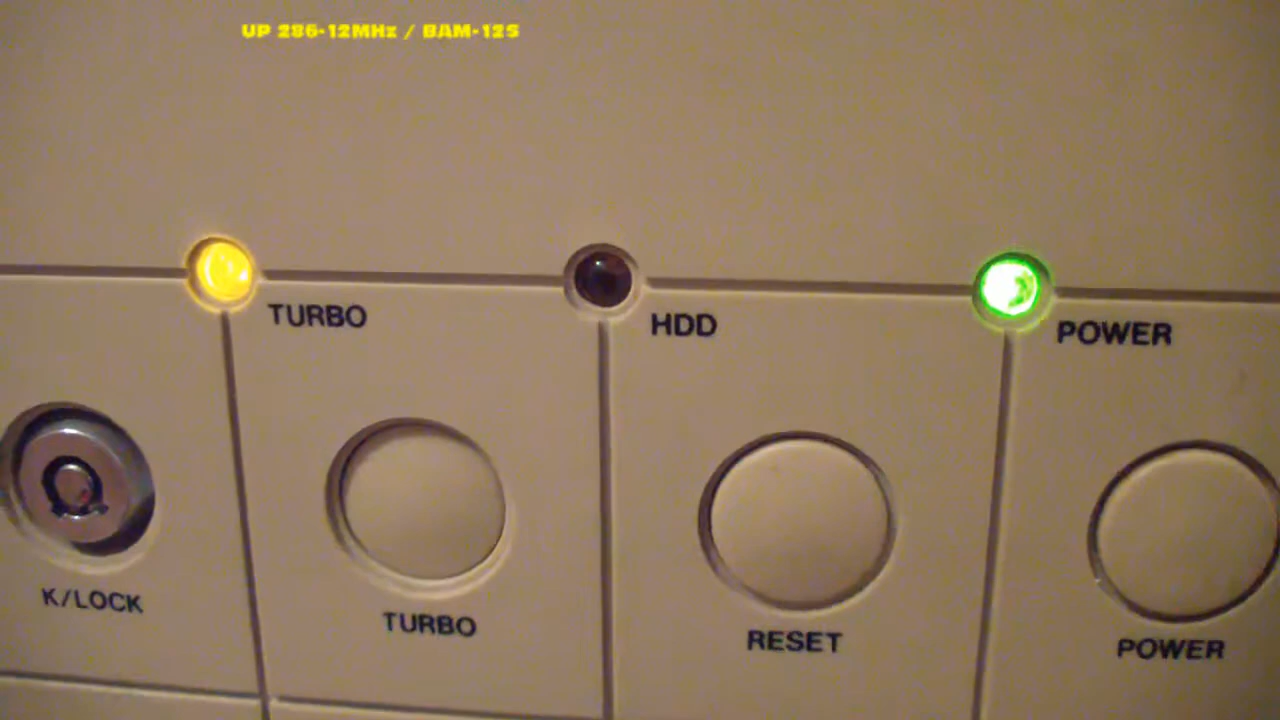 UP 286-12MHz / BAM-12S
TURBO
HDD
POWER
K/LOCK
TURBO
RESET
POWER